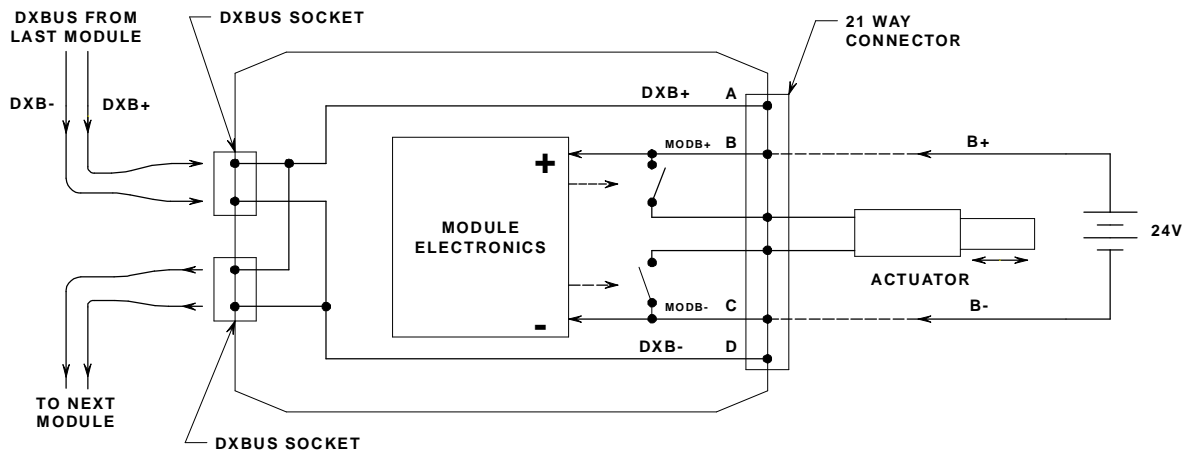 DXBUS FROM
LAST MODULE
DXBUS SOCKET
21 WAY
CONNECTOR
DXB-
DXB+
DXB+
A
MODB+
B
B+
+
MODULE
ELECTRONICS
24V
ACTUATOR
-
MODB-
C
B-
DXB-
D
TO NEXT
MODULE
DXBUS SOCKET